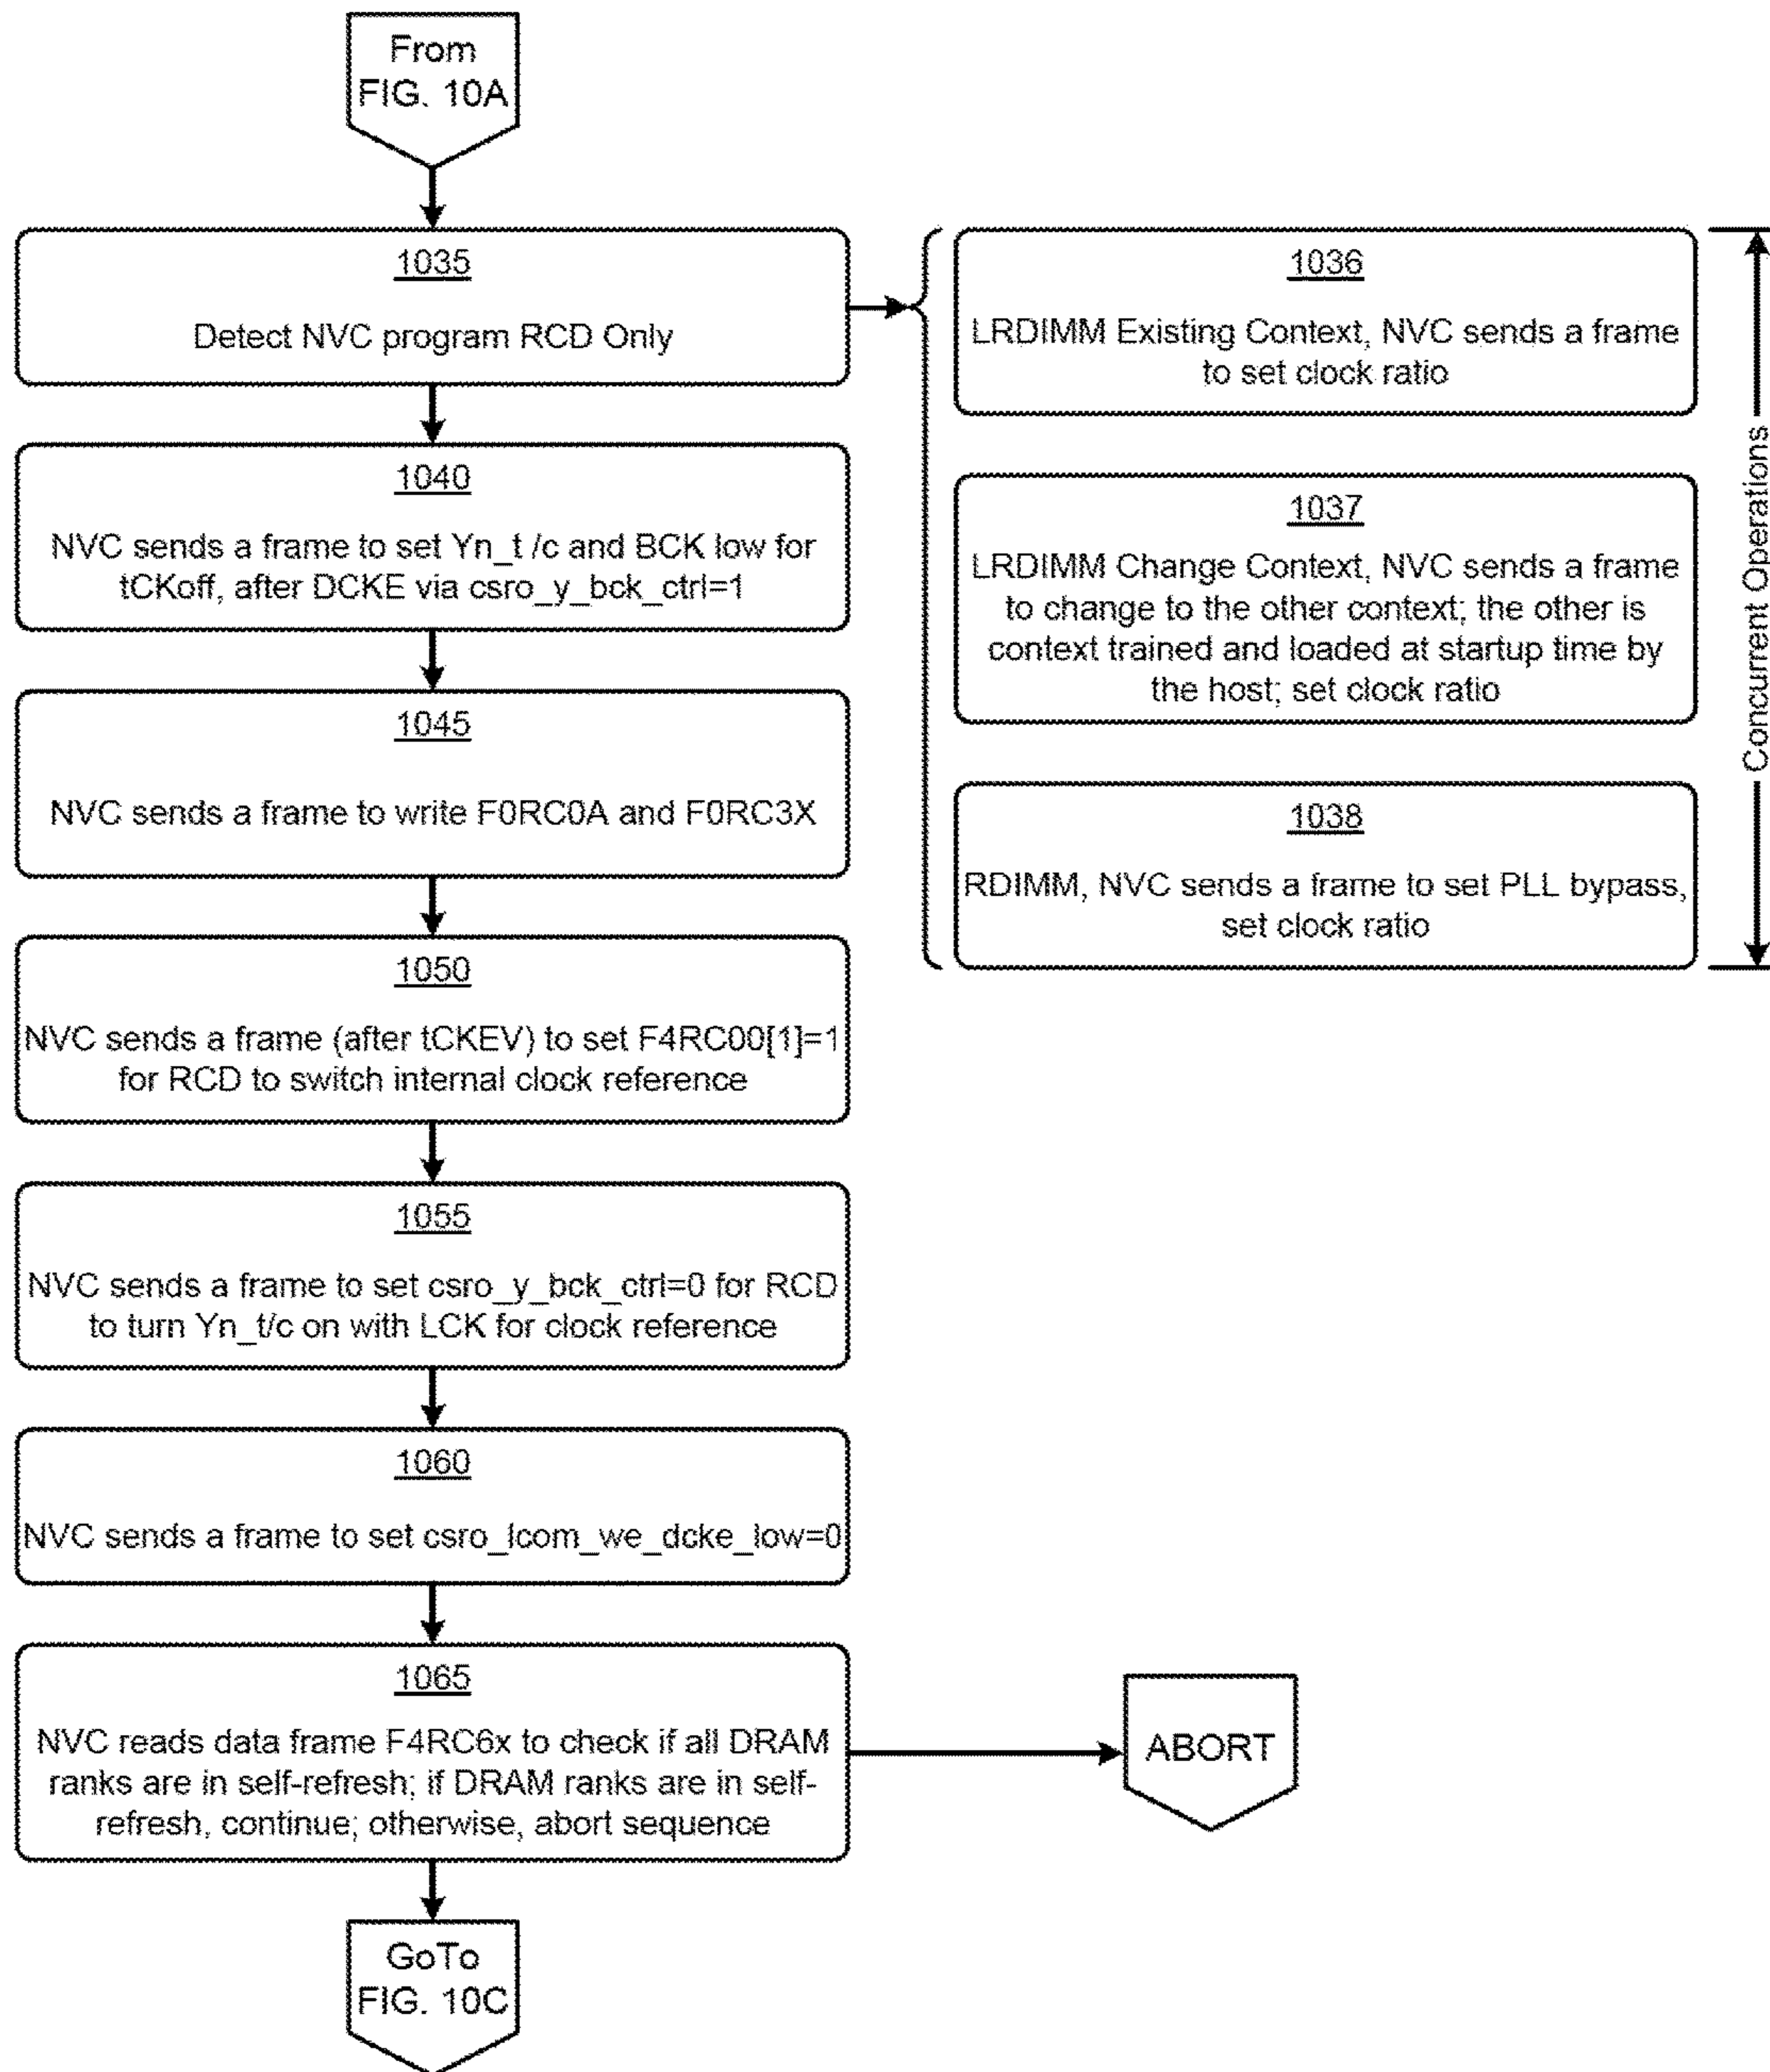 From
FIG. 10A
1035
Detect NVC program RCD Only
1036
LRDIMM Existing Context, NVC sends a frame
to set clock ratio
1037
LRDIMM Change Context, NVC sends a frame
to change to the other context; the other is
context trained and loaded at startup time by
the host; set clock ratio
1038
RDIMM, NVC sends a frame to set PLL bypass,
set clock ratio
Concurrent Operations
1040
NVC sends a frame to set Yn_t /c and BCK low for
tCKoff, after DCKE via csro_y_bck_ctrl=1
1045
NVC sends a frame to write F0RC0A and F0RC3X
1050
NVC sends a frame (after tCKEV) to set F4RC00[1]=1
for RCD to switch internal clock reference
1055
NVC sends a frame to set csro_y_bck_ctrl=0 for RCD
to turn Yn_t/c on with LCK for clock reference
1060
NVC sends a frame to set csro_lcom_we_dcke_low=0
1065
NVC reads data frame F4RC6x to check if all DRAM
ranks are in self-refresh; if DRAM ranks are in self-
refresh, continue; otherwise, abort sequence
ABORT
GoTo
FIG. 10C